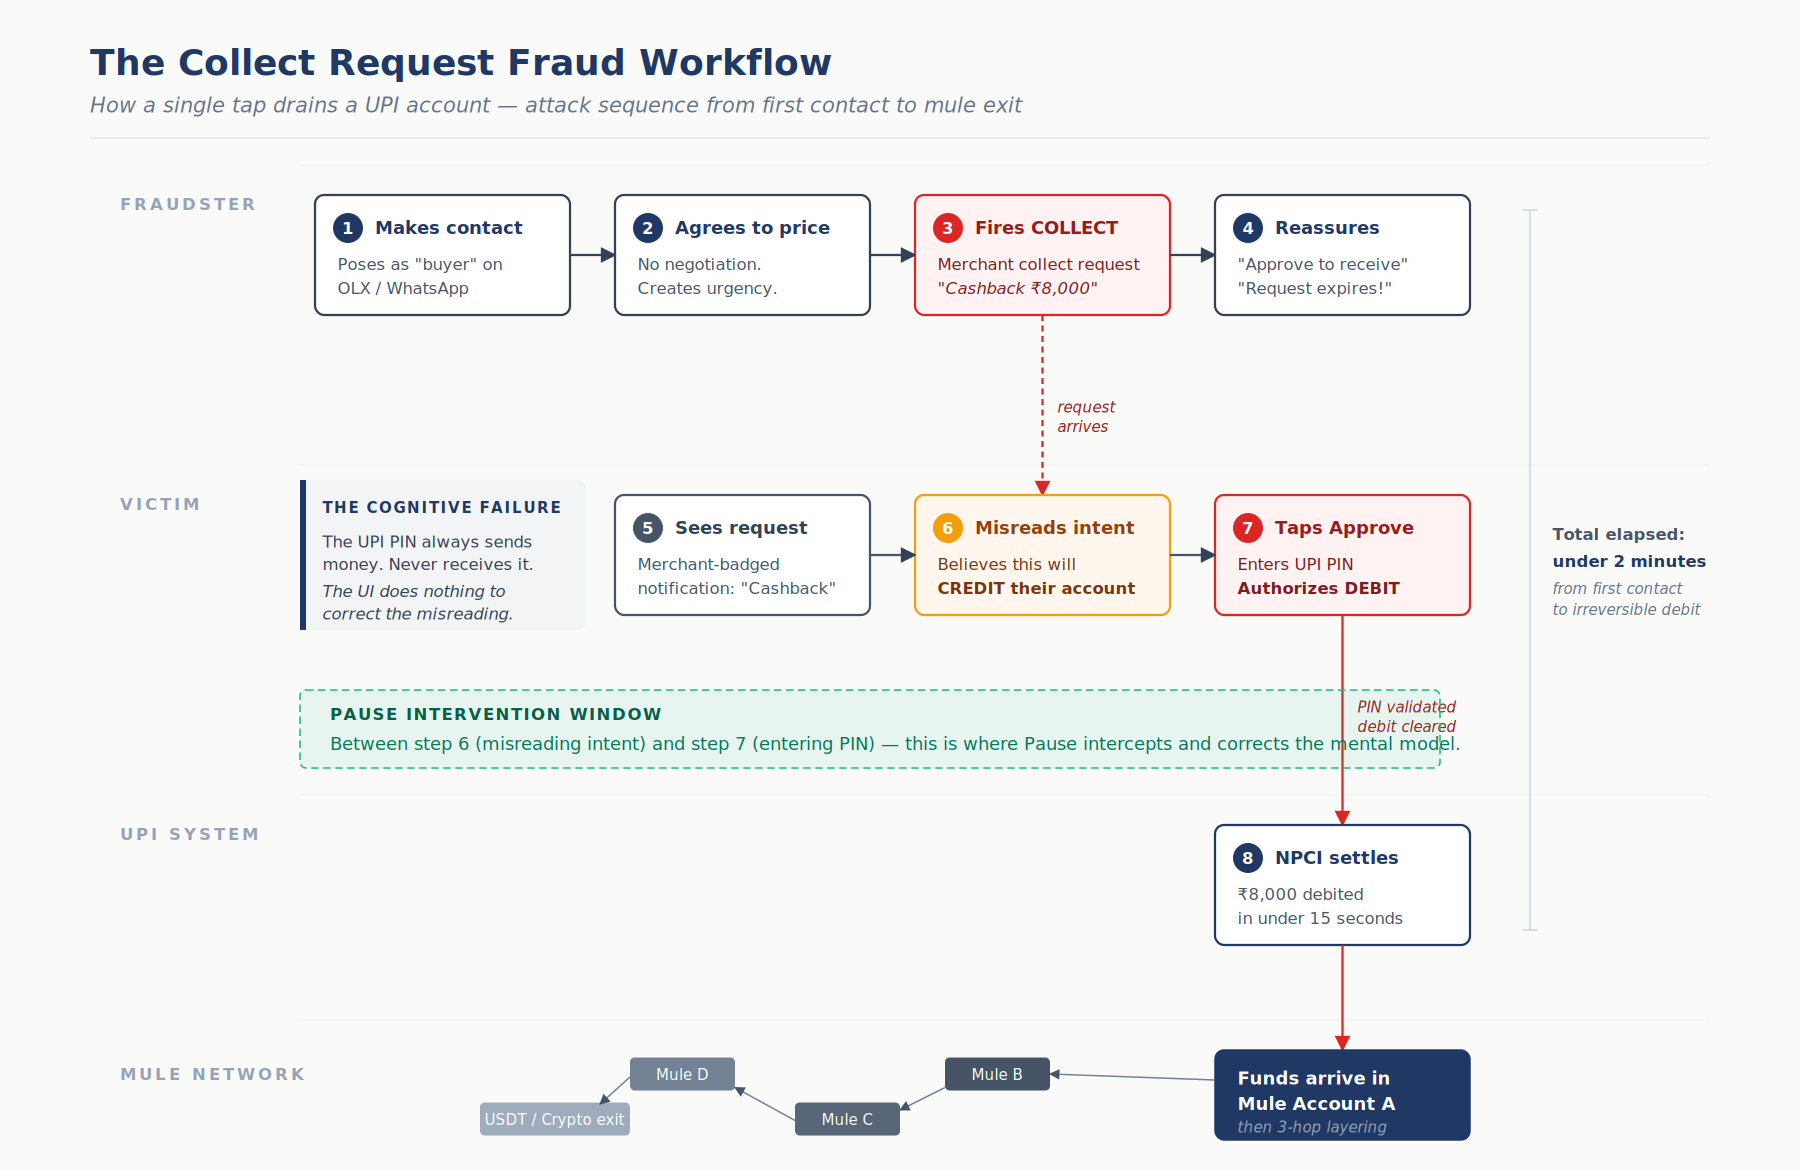 The Collect Request Fraud Workflow
How a single tap drains a UPI account — attack sequence from first contact to mule exit
FRAUDSTER
1 Makes contact
Poses as "buyer" on
OLX / WhatsApp
2 Agrees to price
No negotiation.
Creates urgency.
3 Fires COLLECT
Merchant collect request
"Cashback ₹8,000"
4 Reassures
"Approve to receive"
"Request expires!"
request
arrives
VICTIM
THE COGNITIVE FAILURE
The UPI PIN always sends
money. Never receives it.
The UI does nothing to
correct the misreading.
5 Sees request
Merchant-badged
notification: "Cashback"
6 Misreads intent
Believes this will
CREDIT their account
7 Taps Approve
Enters UPI PIN
Authorizes DEBIT
Total elapsed:
under 2 minutes
from first contact
to irreversible debit
PAUSE INTERVENTION WINDOW
Between step 6 (misreading intent) and step 7 (entering PIN) — this is where Pause intercepts and corrects the mental model.
PIN validated
debit cleared
UPI SYSTEM
8 NPCI settles
₹8,000 debited
in under 15 seconds
MULE NETWORK
Funds arrive in
Mule Account A
then 3-hop layering
Mule B
Mule C
Mule D
USDT / Crypto exit